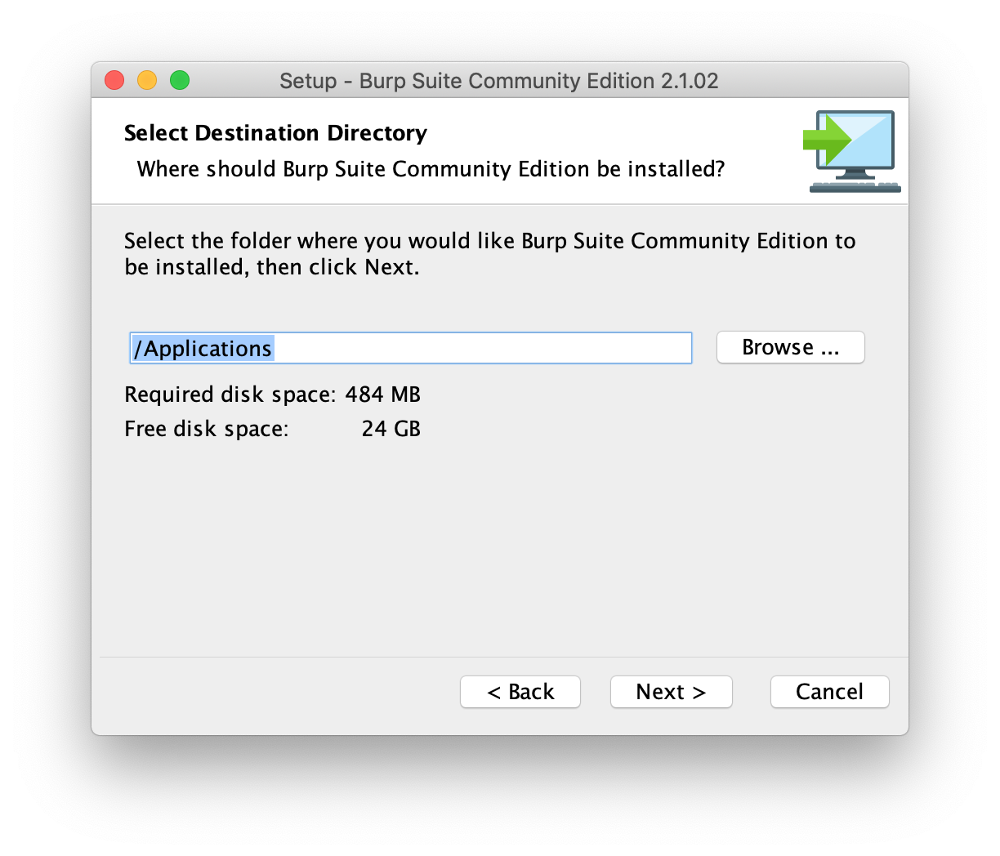 Setup - Burp Suite Community Edition 2.1.02
Select Destination Directory
Where should Burp Suite Community Edition be installed?
Select the folder where you would like Burp Suite Community Edition to
be installed, then click Next.
/Applications
Browse ...
Required disk space: 484 MB
Free disk space: 24 GB
< Back
Next >
Cancel